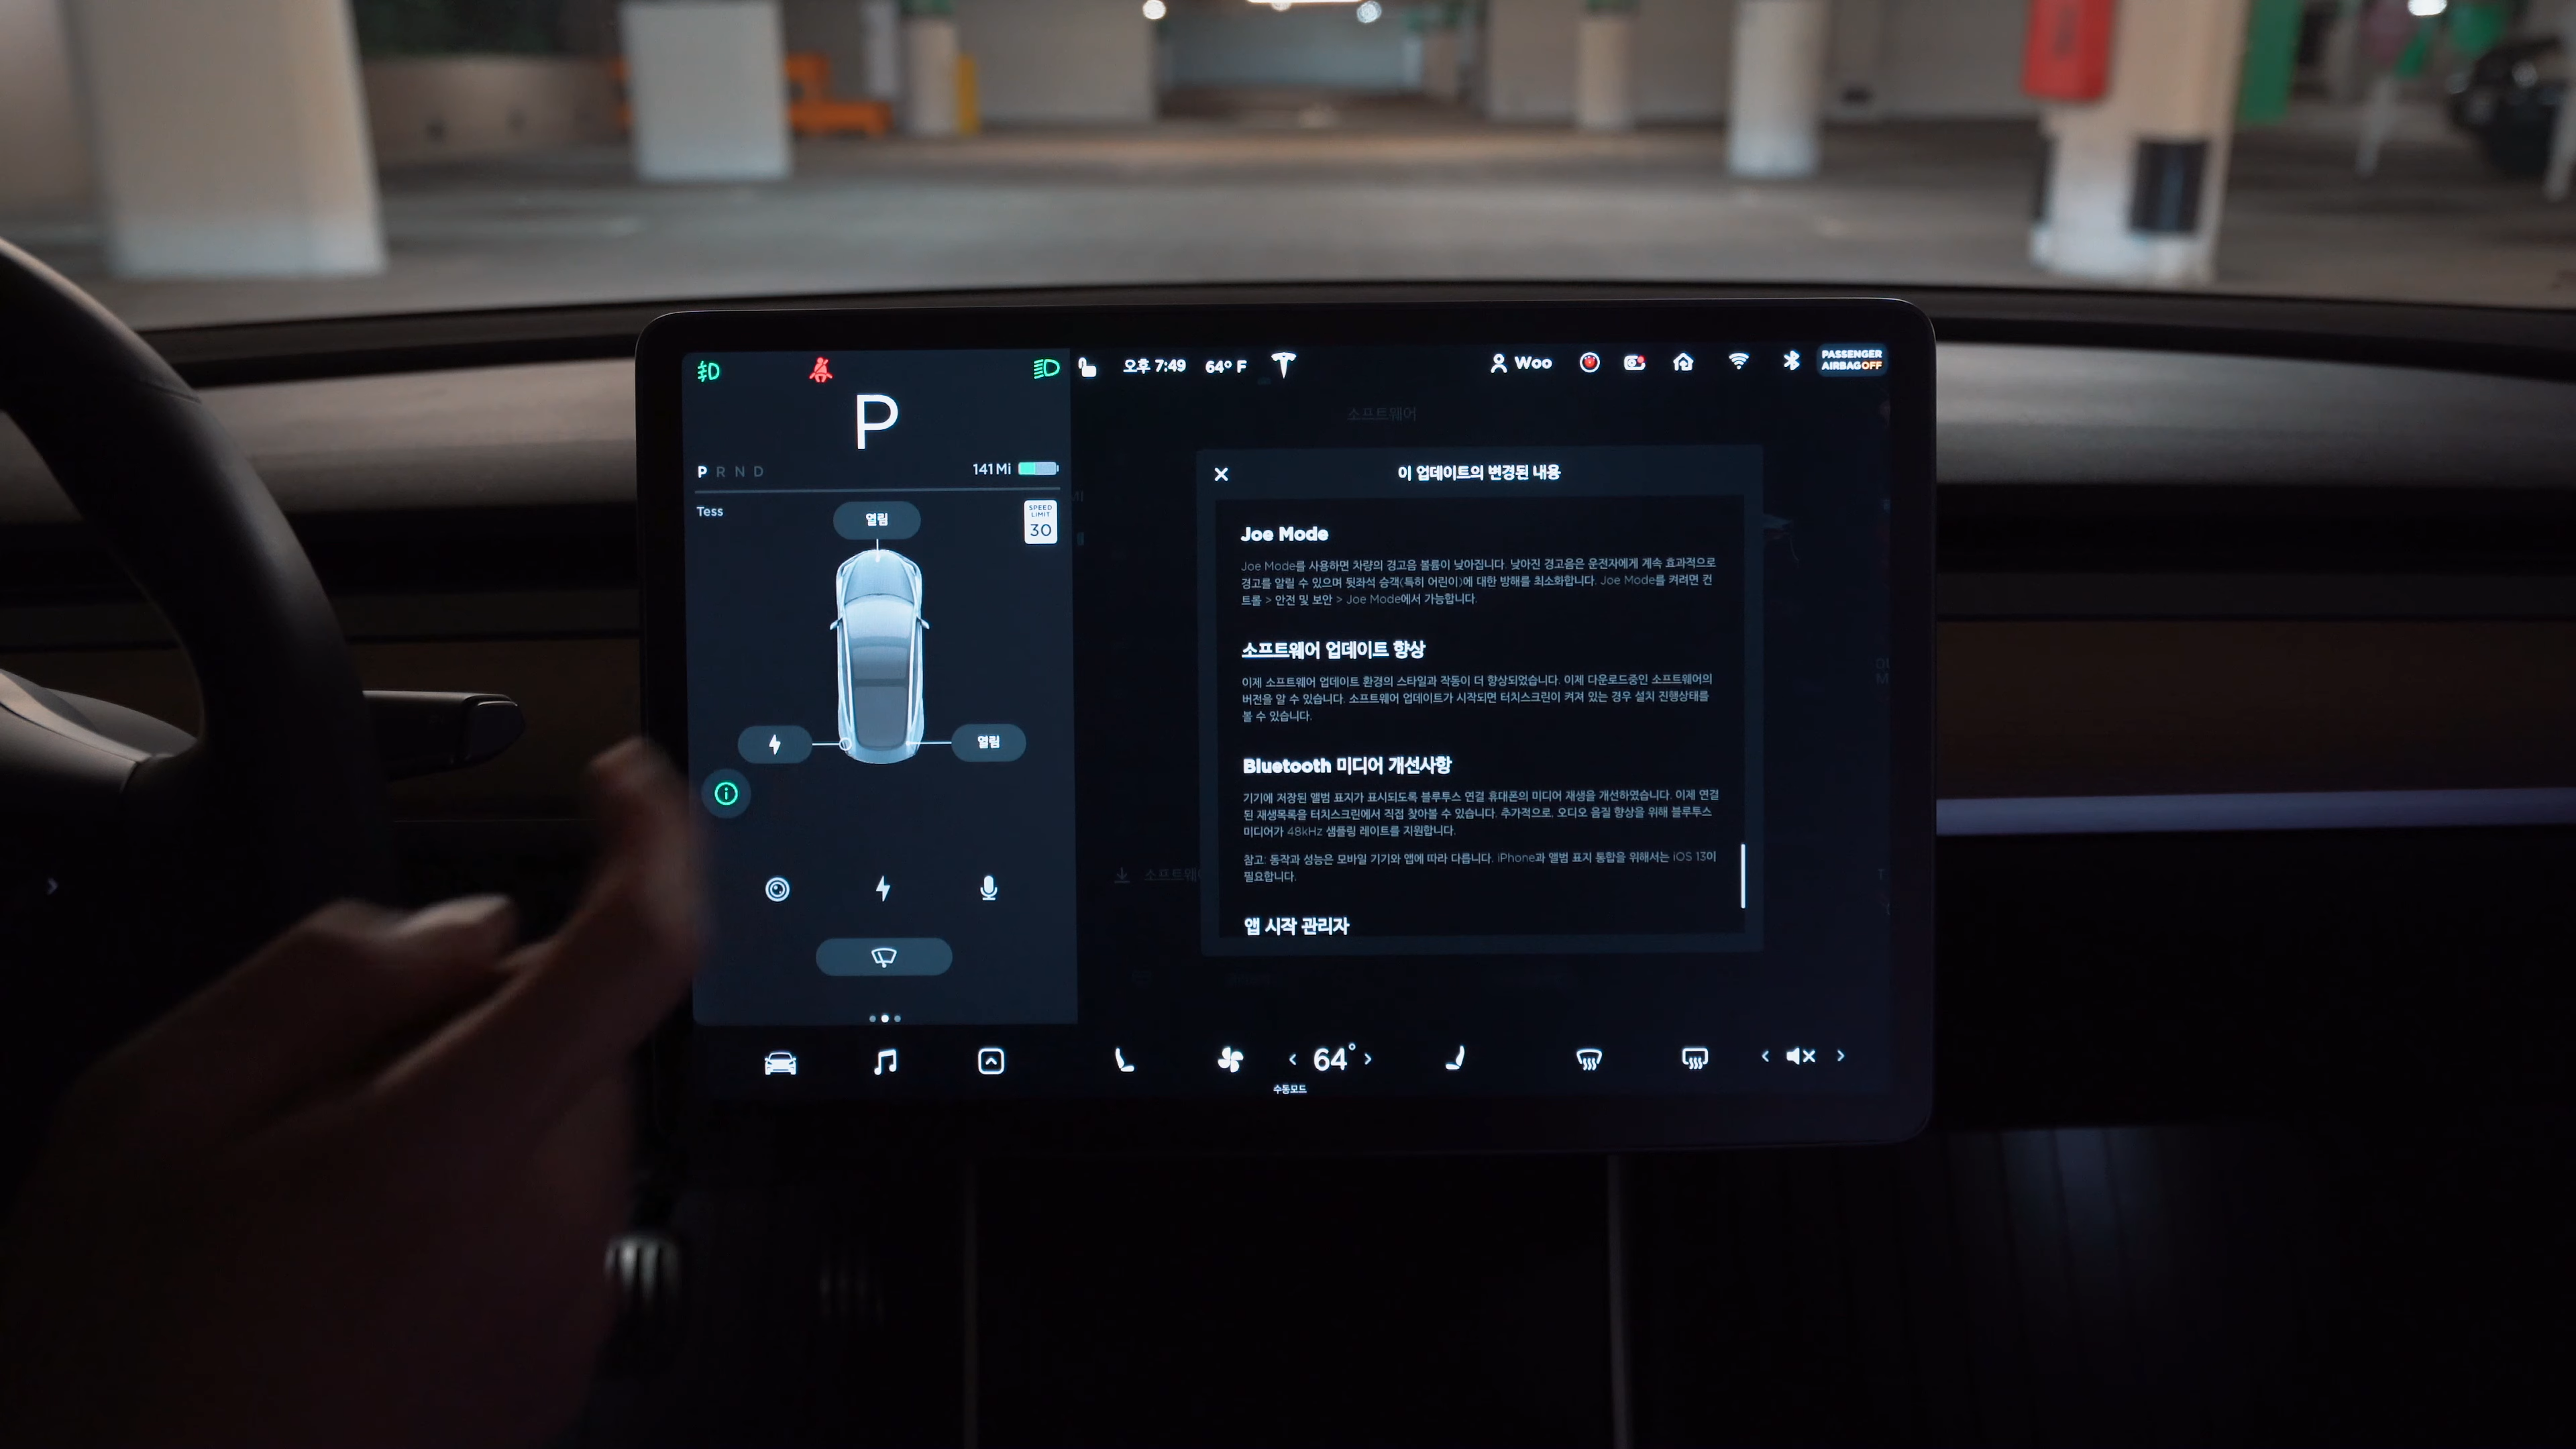 P
P R N D
141 Mi
Tess
열림
SPEED
LIMIT
30
열림
오후 7:49
64° F
Woo
PASSENGER
AIRBAG OFF
소프트웨어
이 업데이트의 변경된 내용
Joe Mode
Joe Mode를 사용하면 차량의 경고음 볼륨이 낮아집니다. 낮아진 경고음은 운전자에게 계속 효과적으로
경고를 알릴 수 있으며 뒷좌석 승객(특히 어린이)에 대한 방해를 최소화합니다. Joe Mode를 켜려면 컨
트롤 > 안전 및 보안 > Joe Mode에서 가능합니다.
소프트웨어 업데이트 향상
이제 소프트웨어 업데이트 환경의 스타일과 작동이 더 향상되었습니다. 이제 다운로드중인 소프트웨어의
버전을 알 수 있습니다. 소프트웨어 업데이트가 시작되면 터치스크린이 켜져 있는 경우 설치 진행상태를
볼 수 있습니다.
Bluetooth 미디어 개선사항
기기에 저장된 앨범 표지가 표시되도록 블루투스 연결 휴대폰의 미디어 재생을 개선하였습니다. 이제 연결
된 재생목록을 터치스크린에서 직접 찾아볼 수 있습니다. 추가적으로, 오디오 음질 향상을 위해 블루투스
미디어가 48kHz 샘플링 레이트를 지원합니다.
참고: 동작과 성능은 모바일 기기와 앱에 따라 다릅니다. iPhone과 앨범 표지 통합을 위해서는 iOS 13이
필요합니다.
앱 시작 관리자
64°
수동모드